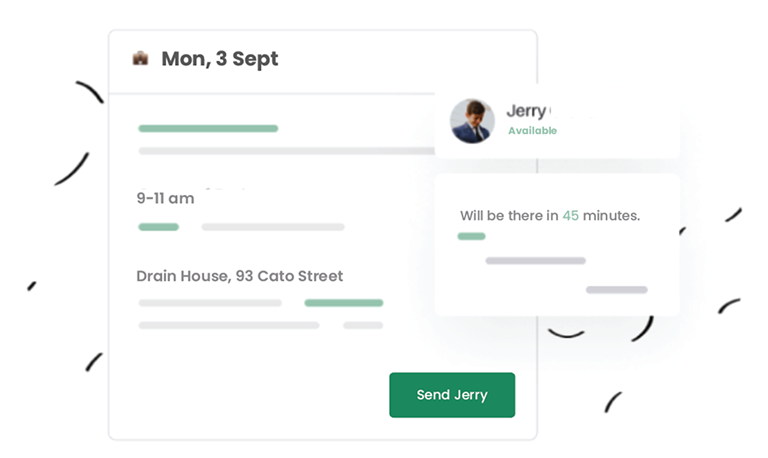 Mon, 3 Sept
Jerry
Available
9-11 am
Will be there in 45 minutes.
Drain House, 93 Cato Street
Send Jerry